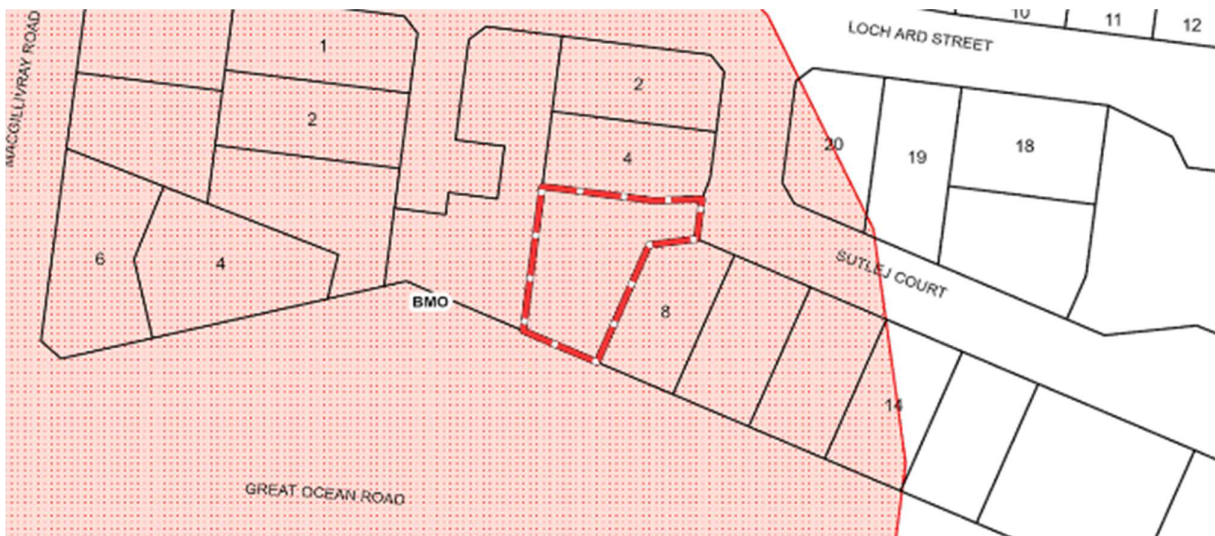 MACGILLIVRAY ROAD
1
2
6
4
2
4
8
BMO
GREAT OCEAN ROAD
LOCH ARD STREET
10
11
12
20
19
18
SUTLEJ COURT
14